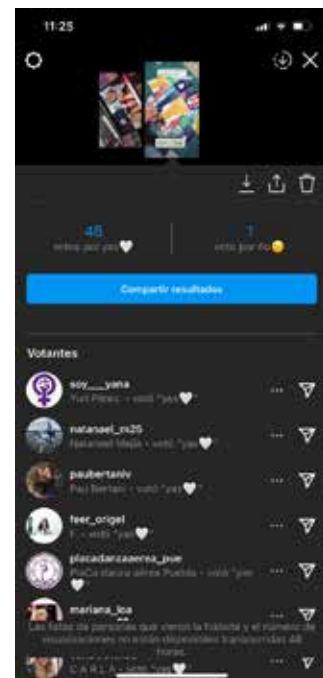 11:25
1
votos por yes🤍
voto por no
Compartir resultados
Votantes
soy___yana
Yuri Pérez • votó "yes🤍"
natanael_m25
Natanael Mejía • votó "yes🤍"
paubertaniv
Pau Bertani • votó "yes🤍"
feer_origel
F. • votó "yes🤍"
placadanzaaerea_pue
PlaCa danza aérea Puebla • votó "yes
🤍"
mariana_loa
Las listas de personas que vieron la historia y el número de
visualizaciones no están disponibles transcurridas 48
horas.
C A R L A • votó "yes🤍"